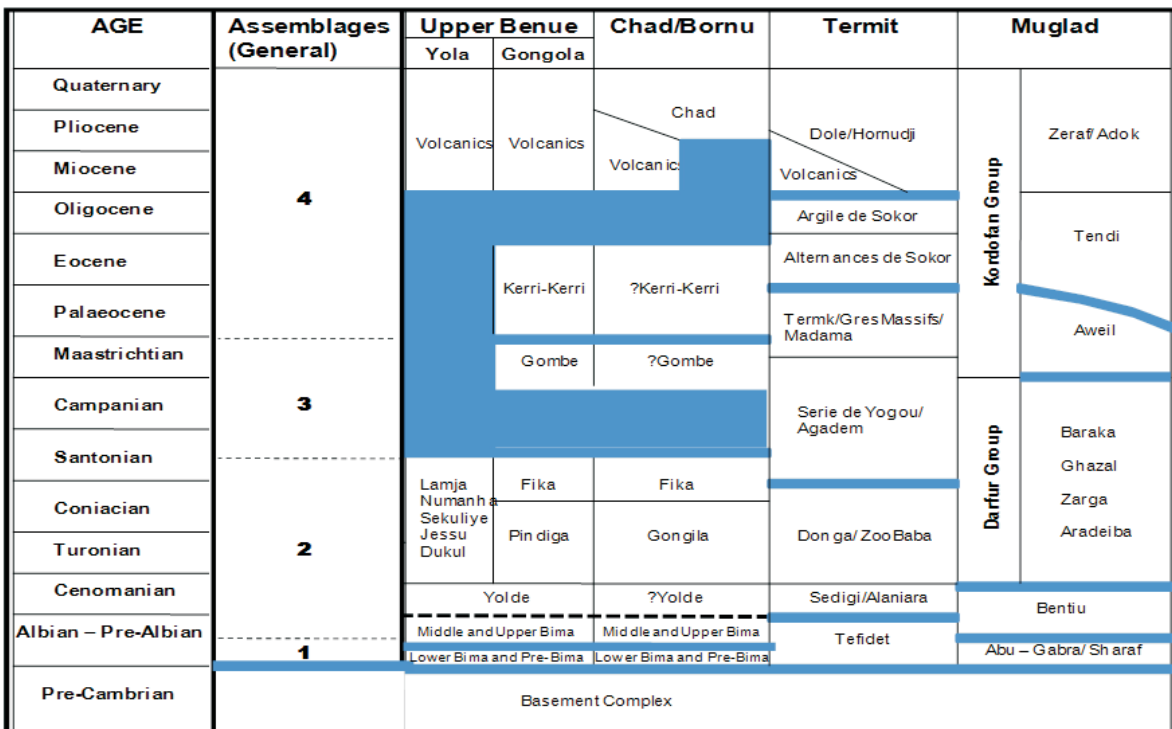 AGE
Assemblages
(General)
Upper Benue
Chad/Bornu
Termit
Muglad
Yola
Gongola
Quaternary
Pliocene
Miocene
Oligocene
Eocene
Palaeocene
Maastrichtian
Campanian
Santonian
Coniacian
Turonian
Cenomanian
Albian – Pre-Albian
Pre-Cambrian
4
3
2
1
Volcanics
Lamja
Numanha
Sekuliye
Jessu
Dukul
Volcanics
Kerri-Kerri
Gombe
Fika
Pindiga
Yolde
Middle and Upper Bima
Lower Bima and Pre-Bima
Chad
Volcanics
?Kerri-Kerri
?Gombe
Fika
Gongila
?Yolde
Middle and Upper Bima
Lower Bima and Pre-Bima
Dole/Hornudji
Volcanics
Argile de Sokor
Alternances de Sokor
Termk/Gres Massifs/
Madama
Serie de Yogou/
Agadem
Donga/ ZooBaba
Sedigi/Alaniara
Tefidet
Kordofan Group
Darfur Group
Zeraf/Adok
Tendi
Aweil
Baraka
Ghazal
Zarga
Aradeiba
Bentiu
Abu – Gabra/ Sharaf
Basement Complex